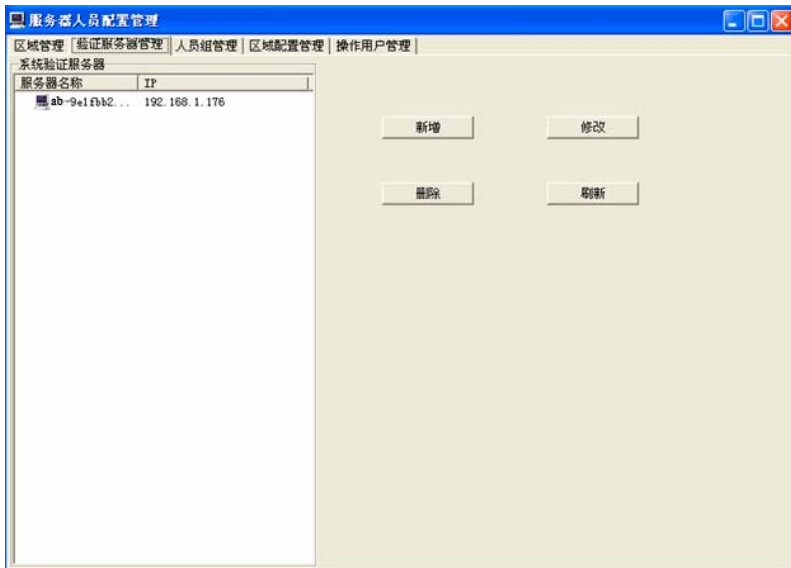 服务器人员配置管理
区域管理 验证服务器管理 人员组管理 区域配置管理 操作用户管理
系统验证服务器
服务器名称 IP
ab-9e1fbb2... 192.168.1.176
新增 修改
删除 刷新